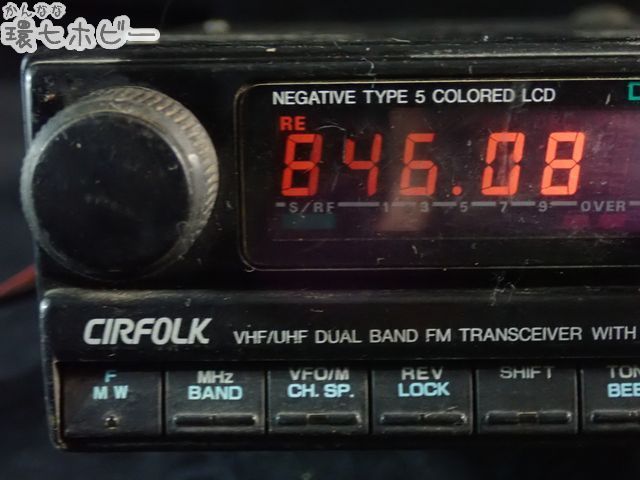 かんなな
環七ホビー
NEGATIVE TYPE 5 COLORED LCD
RE
846.08
S/RF 1 3 5 7 9 OVER
CIRFOLK VHF/UHF DUAL BAND FM TRANSCEIVER WITH
F MHz VFO/M REV SHIFT TON
M W BAND CH. SP. LOCK BEE